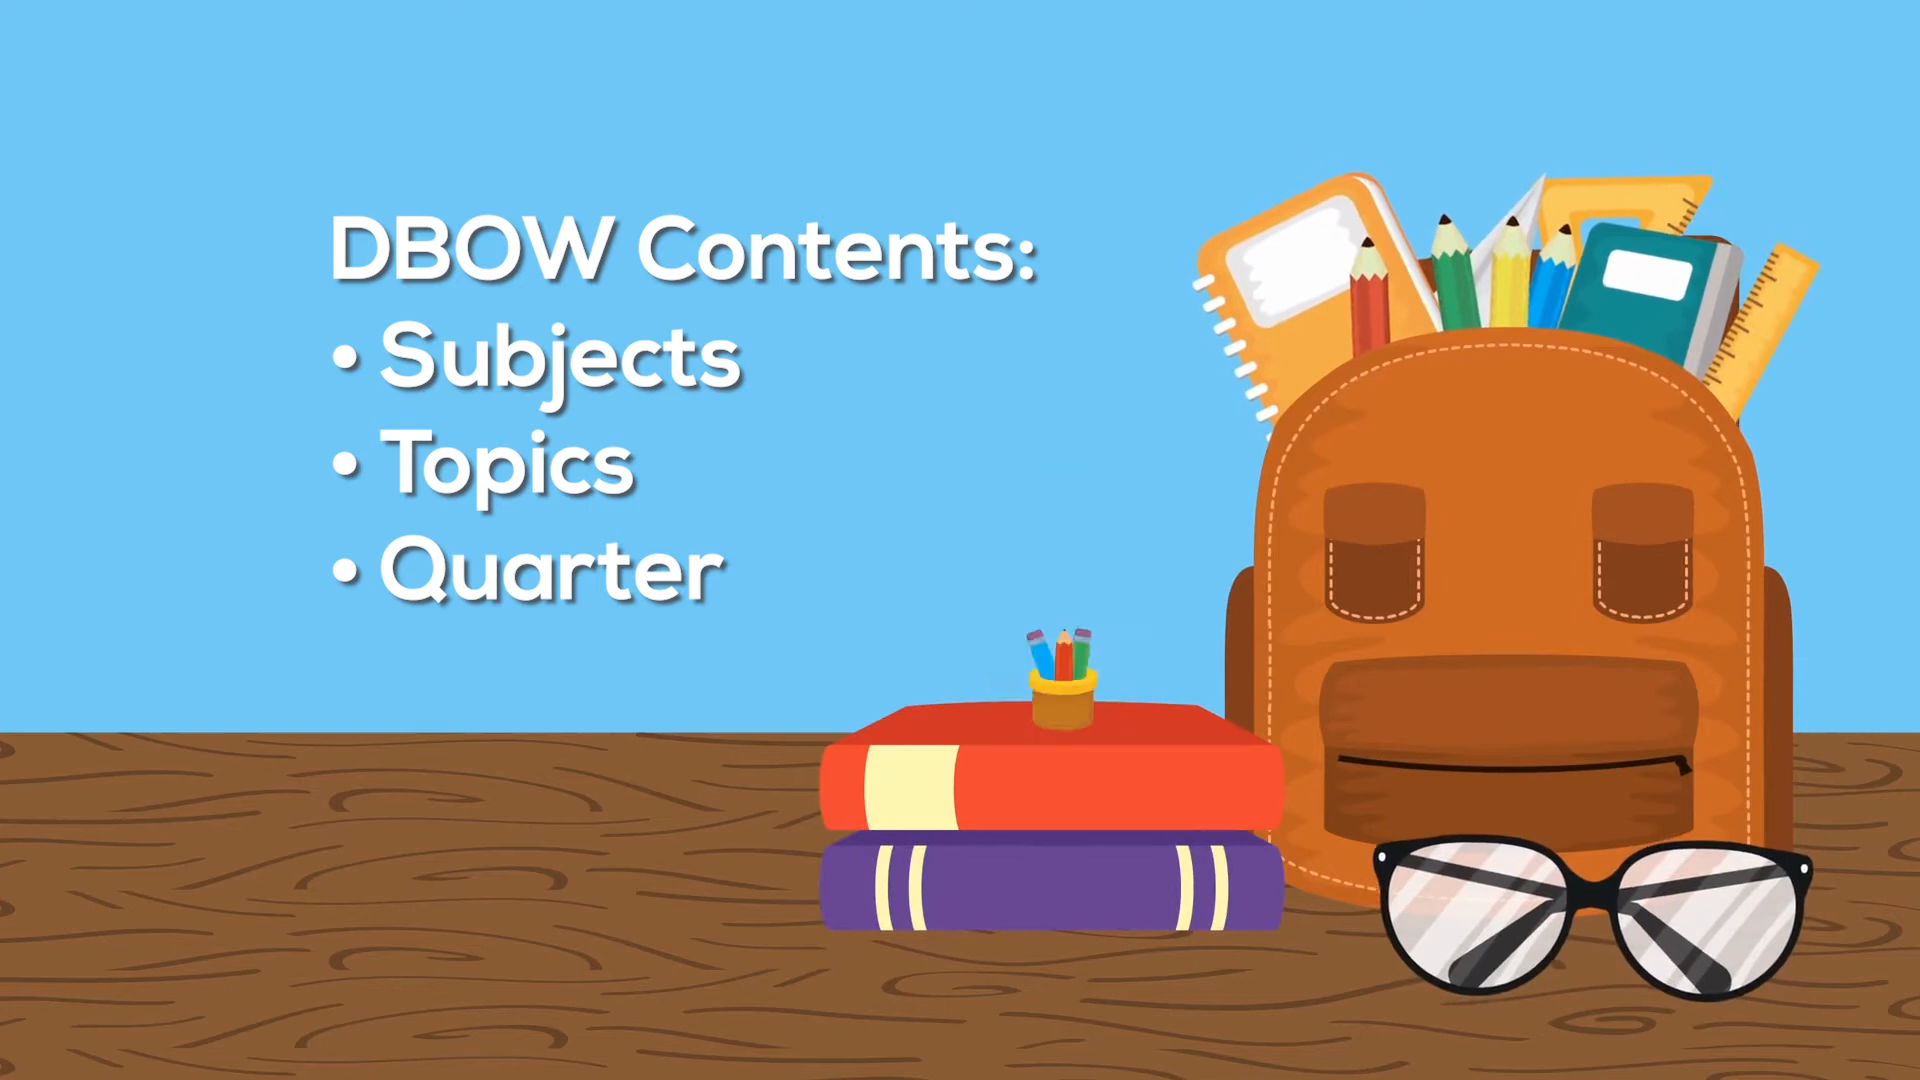 DBOW Contents:
• Subjects
• Topics
• Quarter